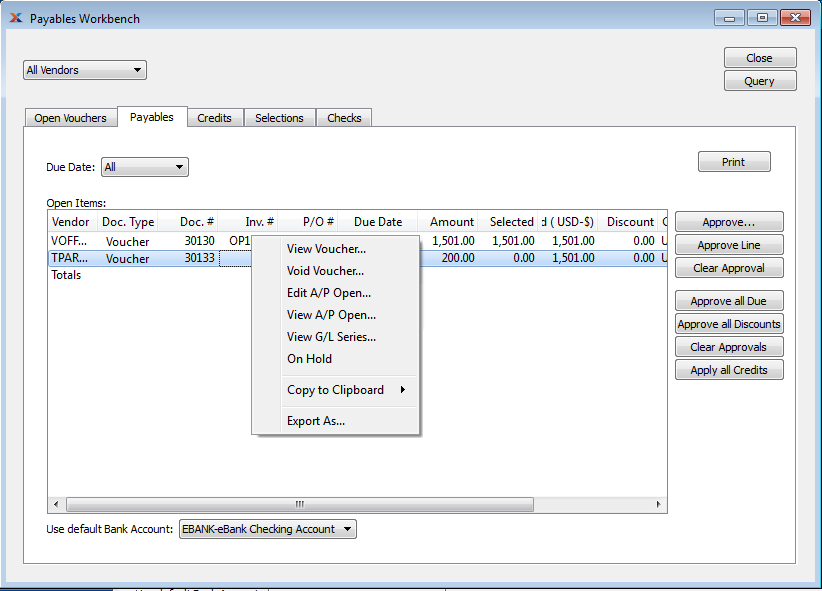 Payables Workbench
All Vendors
Close
Query
Open Vouchers Payables Credits Selections Checks
Due Date: All
Print
Open Items:
Vendor Doc. Type Doc. # Inv. # P/O # Due Date Amount Selected d ( USD-$) Discount
VOFF... Voucher 30130 OP1 1,501.00 1,501.00 1,501.00 0.00 U
TPAR... Voucher 30133 200.00 0.00 1,501.00 0.00 U
Totals
View Voucher...
Void Voucher...
Edit A/P Open...
View A/P Open...
View G/L Series...
On Hold
Copy to Clipboard
Export As...
Approve...
Approve Line
Clear Approval
Approve all Due
Approve all Discounts
Clear Approvals
Apply all Credits
Use default Bank Account: EBANK-eBank Checking Account